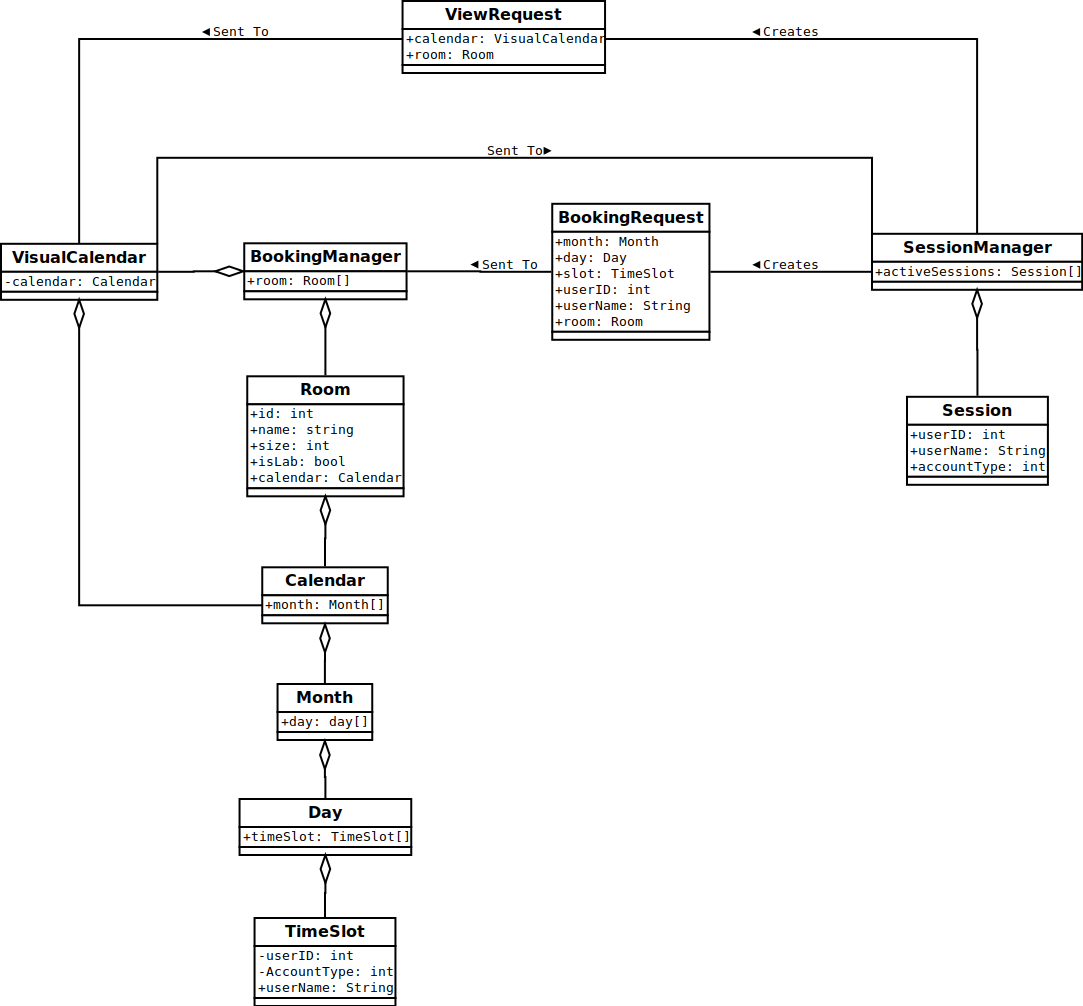 ViewRequest
+calendar: VisualCalendar
+room: Room
◄Sent To
◄Creates
Sent To►
VisualCalendar
-calendar: Calendar
BookingManager
+room: Room[]
◄Sent To
BookingRequest
+month: Month
+day: Day
+slot: TimeSlot
+userID: int
+userName: String
+room: Room
◄Creates
SessionManager
+activeSessions: Session[]
Room
+id: int
+name: string
+size: int
+isLab: bool
+calendar: Calendar
Session
+userID: int
+userName: String
+accountType: int
Calendar
+month: Month[]
Month
+day: day[]
Day
+timeSlot: TimeSlot[]
TimeSlot
-userID: int
-AccountType: int
+userName: String